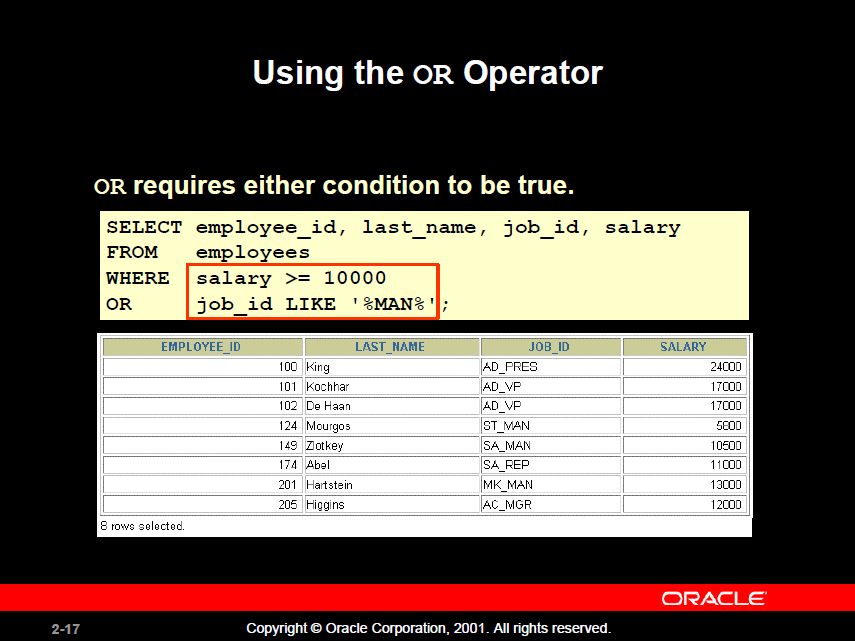 Using the OR Operator
OR requires either condition to be true.
SELECT employee_id, last_name, job_id, salary
FROM employees
WHERE salary >= 10000
OR job_id LIKE '%MAN%';
EMPLOYEE_ID LAST_NAME JOB_ID SALARY
100 King AD_PRES 24000
101 Kochhar AD_VP 17000
102 De Haan AD_VP 17000
124 Mourgos ST_MAN 5800
149 Zlotkey SA_MAN 10500
174 Abel SA_REP 11000
201 Hartstein MK_MAN 13000
205 Higgins AC_MGR 12000
8 rows selected.
ORACLE
2-17 Copyright © Oracle Corporation, 2001. All rights reserved.